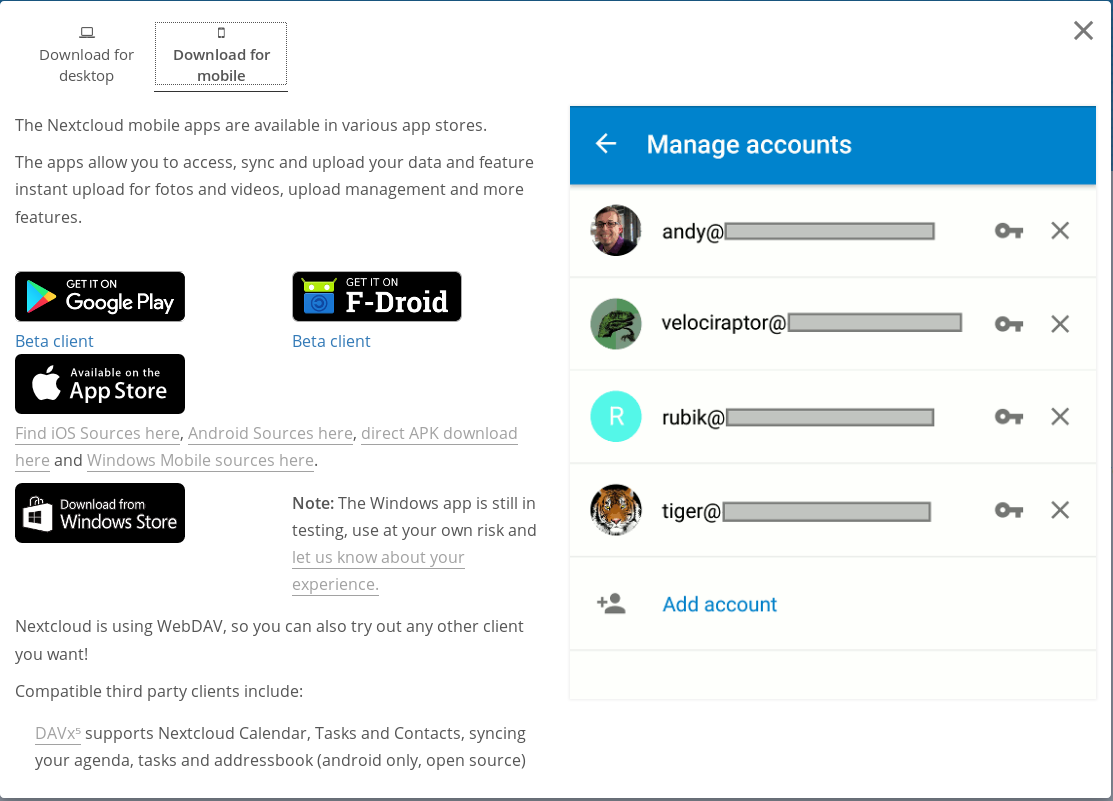 Download for
desktop
Download for
mobile
The Nextcloud mobile apps are available in various app stores.
The apps allow you to access, sync and upload your data and feature
instant upload for fotos and videos, upload management and more
features.
GET IT ON
Google Play
GET IT ON
F-Droid
Beta client
Beta client
Available on the
App Store
Find iOS Sources here, Android Sources here, direct APK download
here and Windows Mobile sources here.
Download from
Windows Store
Note: The Windows app is still in
testing, use at your own risk and
let us know about your
experience.
Nextcloud is using WebDAV, so you can also try out any other client
you want!
Compatible third party clients include:
DAVx⁵ supports Nextcloud Calendar, Tasks and Contacts, syncing
your agenda, tasks and addressbook (android only, open source)
Manage accounts
andy@
velociraptor@
R
rubik@
tiger@
Add account